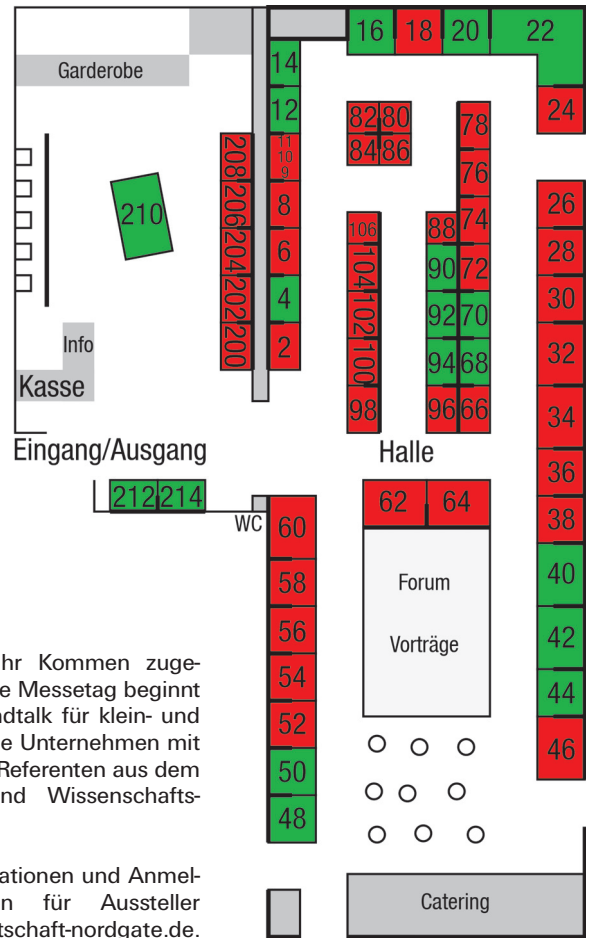 16 18 20 22
14
Garderobe
12
24
82 80
78
84 86
11
10
9
208
76
210
206
8
26
106
88
74
204
6
28
104
90
72
202
4
30
102
92
70
Info
200
2
32
100
94
68
Kasse
98
96
66
34
Eingang/Ausgang
Halle
36
212 214
62 64
WC
60
38
Forum
40
58
Vorträge
56
42
54
44
52
46
50
48
Catering
hr Kommen zuge-
e Messetag beginnt
dtalk für klein- und
e Unternehmen mit
Referenten aus dem
nd Wissenschafts-
ationen und Anmel-
n für Aussteller
tschaft-nordgate.de.